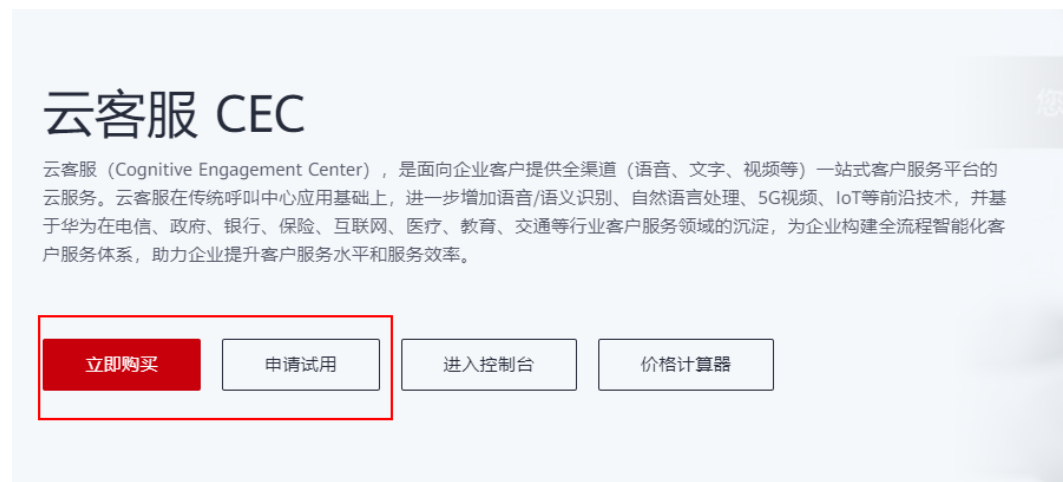 云客服 CEC
云客服（Cognitive Engagement Center），是面向企业客户提供全渠道（语音、文字、视频等）一站式客户服务平台的
云服务。云客服在传统呼叫中心应用基础上，进一步增加语音/语义识别、自然语言处理、5G视频、IoT等前沿技术，并基
于华为在电信、政府、银行、保险、互联网、医疗、教育、交通等行业客户服务领域的沉淀，为企业构建全流程智能化客
户服务体系，助力企业提升客户服务水平和服务效率。
立即购买 申请试用 进入控制台 价格计算器